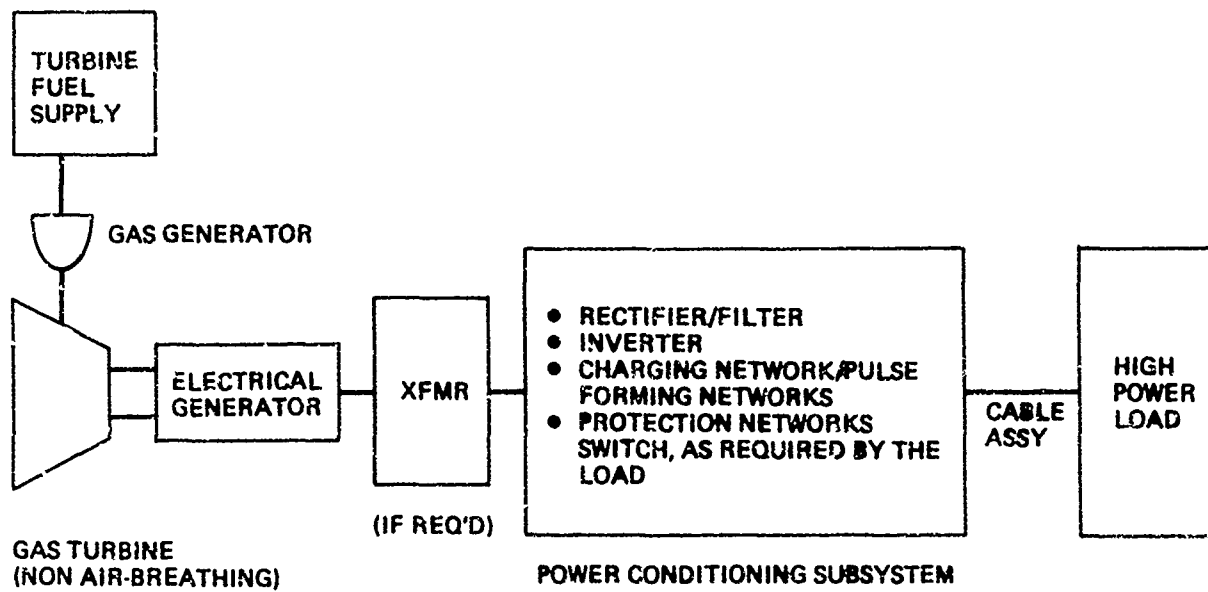 TURBINE
FUEL
SUPPLY
GAS GENERATOR
GAS TURBINE
(NON AIR-BREATHING)
ELECTRICAL
GENERATOR
XFMR
(IF REQ'D)
● RECTIFIER/FILTER
● INVERTER
● CHARGING NETWORK/PULSE
FORMING NETWORKS
● PROTECTION NETWORKS
SWITCH, AS REQUIRED BY THE
LOAD
POWER CONDITIONING SUBSYSTEM
CABLE
ASSY
HIGH
POWER
LOAD